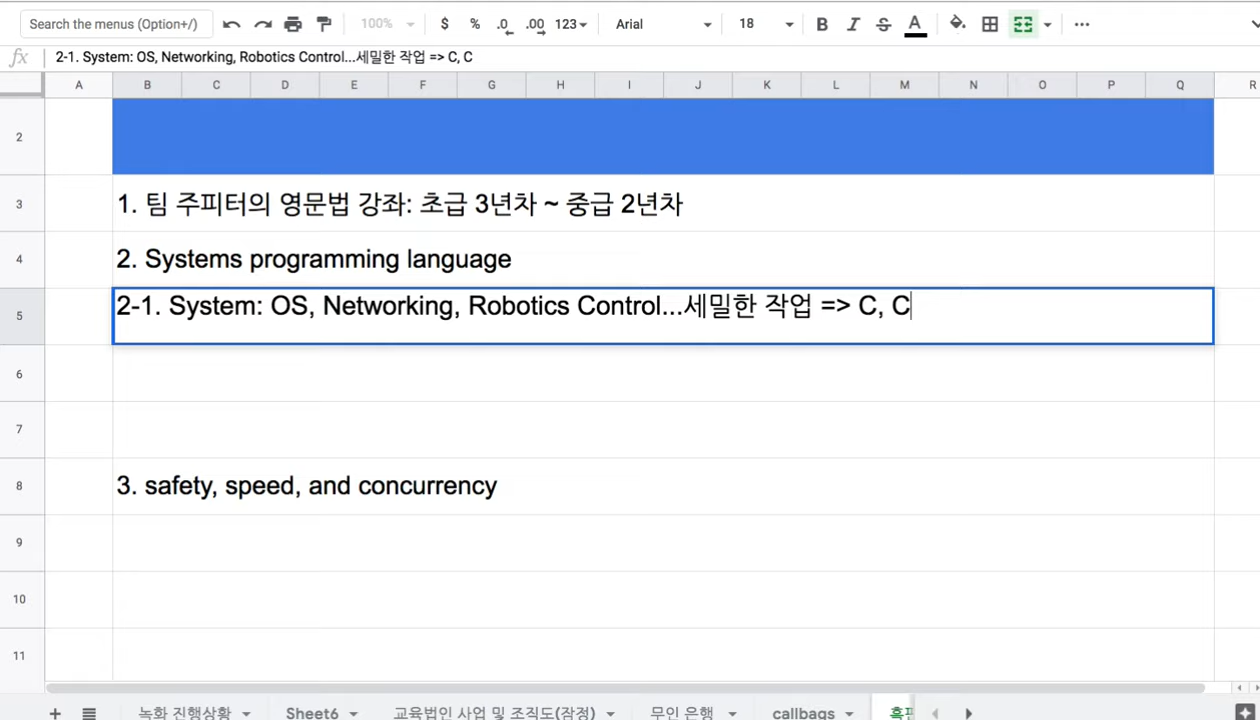 Search the menus (Option+/) 100% $ % .0 .00 123 Arial 18 B I S A
fx 2-1. System: OS, Networking, Robotics Control...세밀한 작업 => C, C
A B C D E F G H I J K L M N O P Q R
2
3 1. 팀 주피터의 영문법 강좌: 초급 3년차 ~ 중급 2년차
4 2. Systems programming language
5 2-1. System: OS, Networking, Robotics Control...세밀한 작업 => C, C
6
7
8 3. safety, speed, and concurrency
9
10
11
녹화 진행상황 Sheet6 교육법인 사업 및 조직도(잠정) 무인 은행 callbags